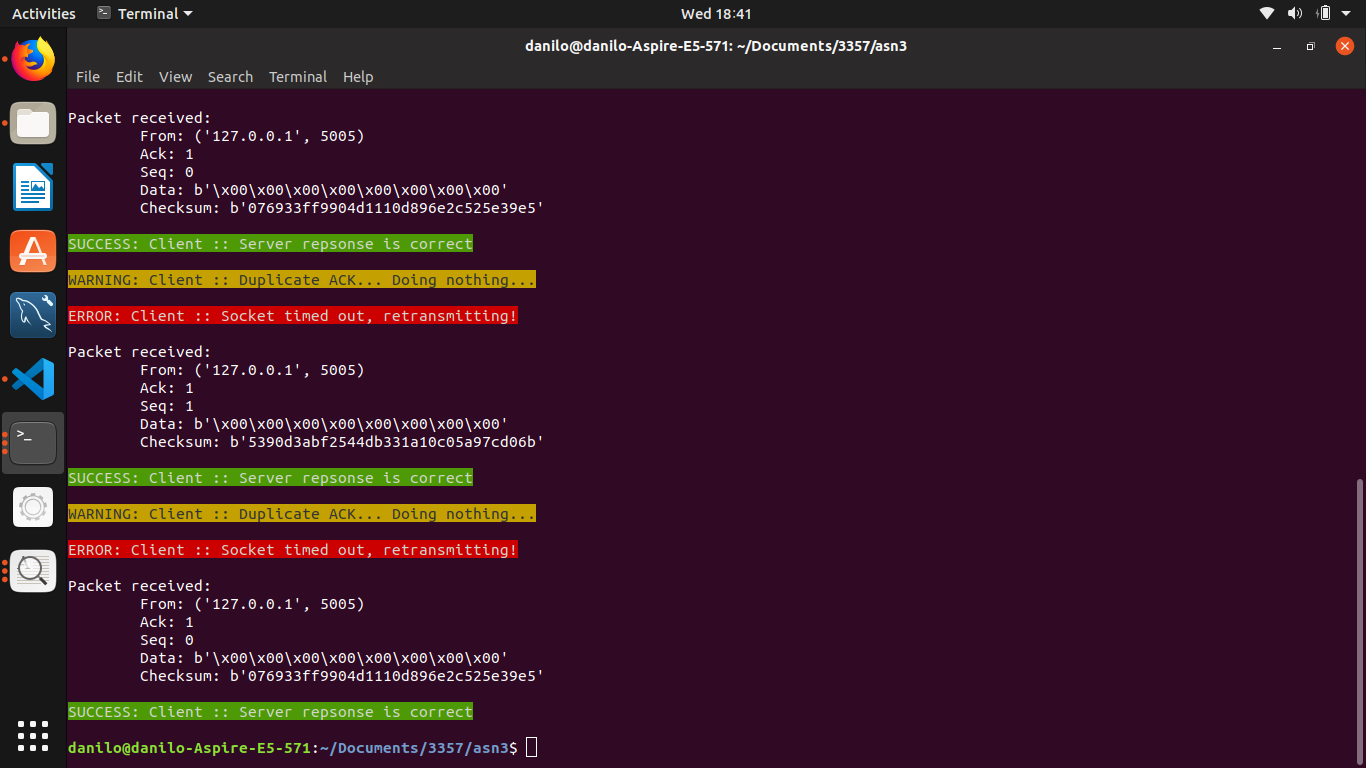 Activities Terminal Wed 18:41
danilo@danilo-Aspire-E5-571: ~/Documents/3357/asn3
File Edit View Search Terminal Help
Packet received:
From: ('127.0.0.1', 5005)
Ack: 1
Seq: 0
Data: b'\x00\x00\x00\x00\x00\x00\x00\x00'
Checksum: b'076933ff9904d1110d896e2c525e39e5'
SUCCESS: Client :: Server repsonse is correct
WARNING: Client :: Duplicate ACK... Doing nothing...
ERROR: Client :: Socket timed out, retransmitting!
Packet received:
From: ('127.0.0.1', 5005)
Ack: 1
Seq: 1
Data: b'\x00\x00\x00\x00\x00\x00\x00\x00'
Checksum: b'5390d3abf2544db331a10c05a97cd06b'
SUCCESS: Client :: Server repsonse is correct
WARNING: Client :: Duplicate ACK... Doing nothing...
ERROR: Client :: Socket timed out, retransmitting!
Packet received:
From: ('127.0.0.1', 5005)
Ack: 1
Seq: 0
Data: b'\x00\x00\x00\x00\x00\x00\x00\x00'
Checksum: b'076933ff9904d1110d896e2c525e39e5'
SUCCESS: Client :: Server repsonse is correct
danilo@danilo-Aspire-E5-571:~/Documents/3357/asn3$